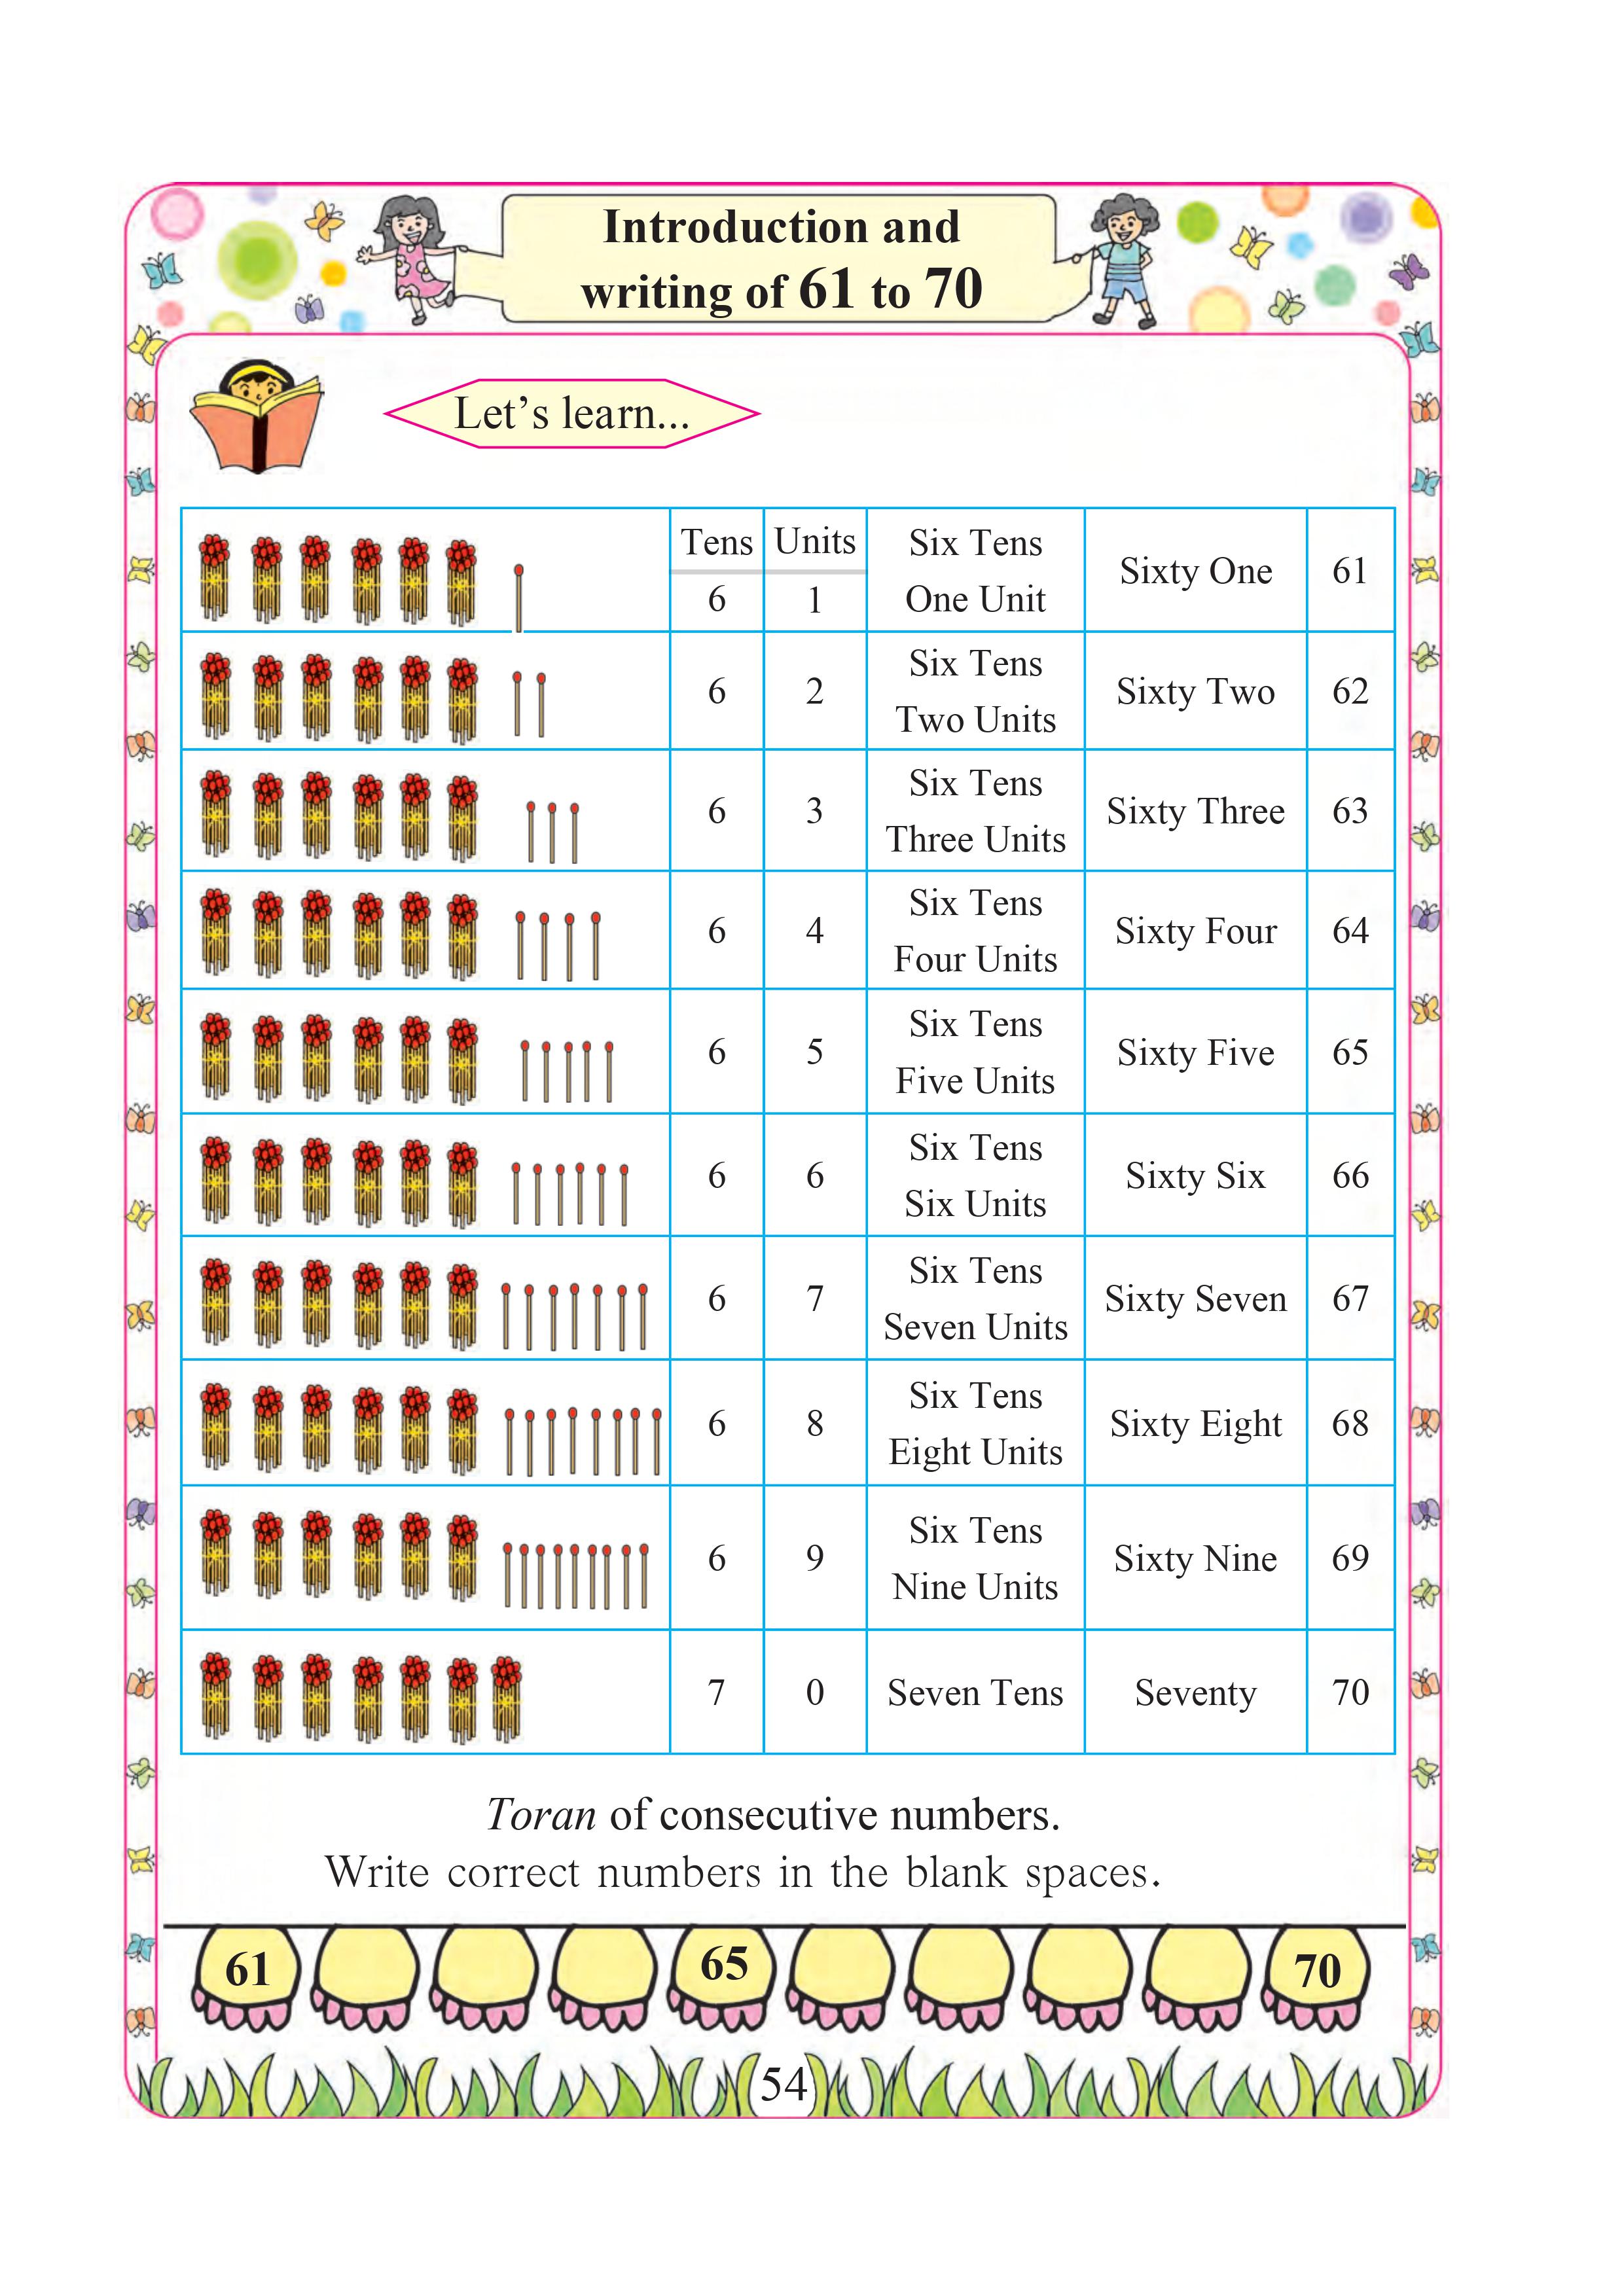 Introduction and
writing of 61 to 70
Let's learn...
Tens Units Six Tens
6 1 One Unit Sixty One 61
Six Tens
6 2 Two Units Sixty Two 62
Six Tens
6 3 Three Units Sixty Three 63
Six Tens
6 4 Four Units Sixty Four 64
Six Tens
6 5 Five Units Sixty Five 65
Six Tens
6 6 Six Units Sixty Six 66
Six Tens
6 7 Seven Units Sixty Seven 67
Six Tens
6 8 Eight Units Sixty Eight 68
Six Tens
6 9 Nine Units Sixty Nine 69
7 0 Seven Tens Seventy 70
Toran of consecutive numbers.
Write correct numbers in the blank spaces.
61 65 70
54